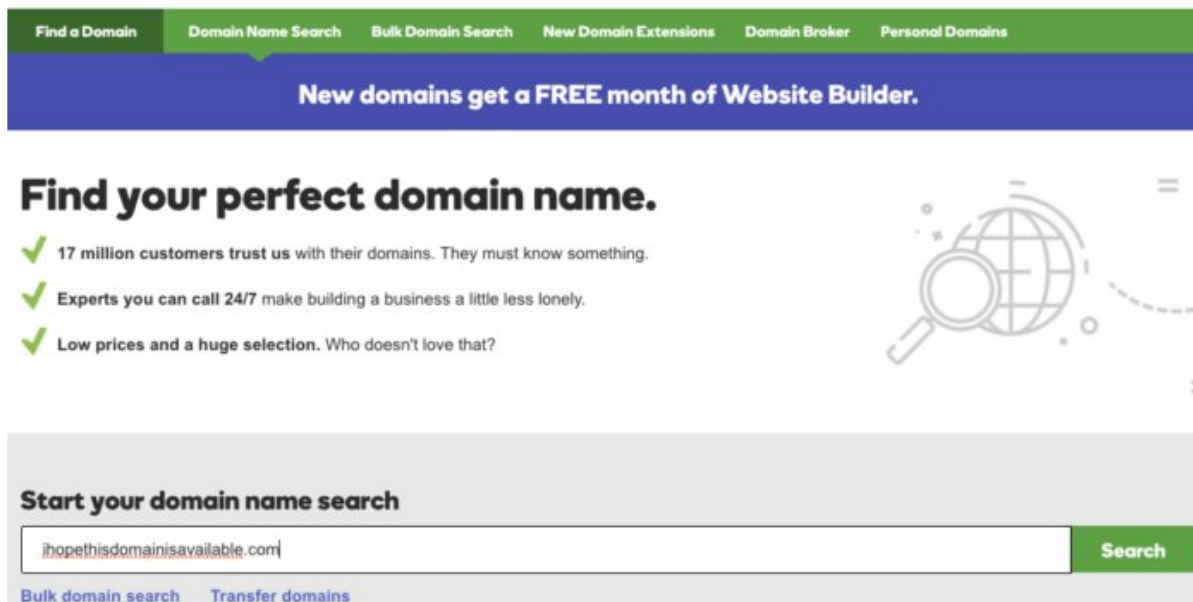 Find a Domain Domain Name Search Bulk Domain Search New Domain Extensions Domain Broker Personal Domains
New domains get a FREE month of Website Builder.
Find your perfect domain name.
17 million customers trust us with their domains. They must know something.
Experts you can call 24/7 make building a business a little less lonely.
Low prices and a huge selection. Who doesn't love that?
Start your domain name search
ihopethisdomainisavailable.com
Search
Bulk domain search Transfer domains